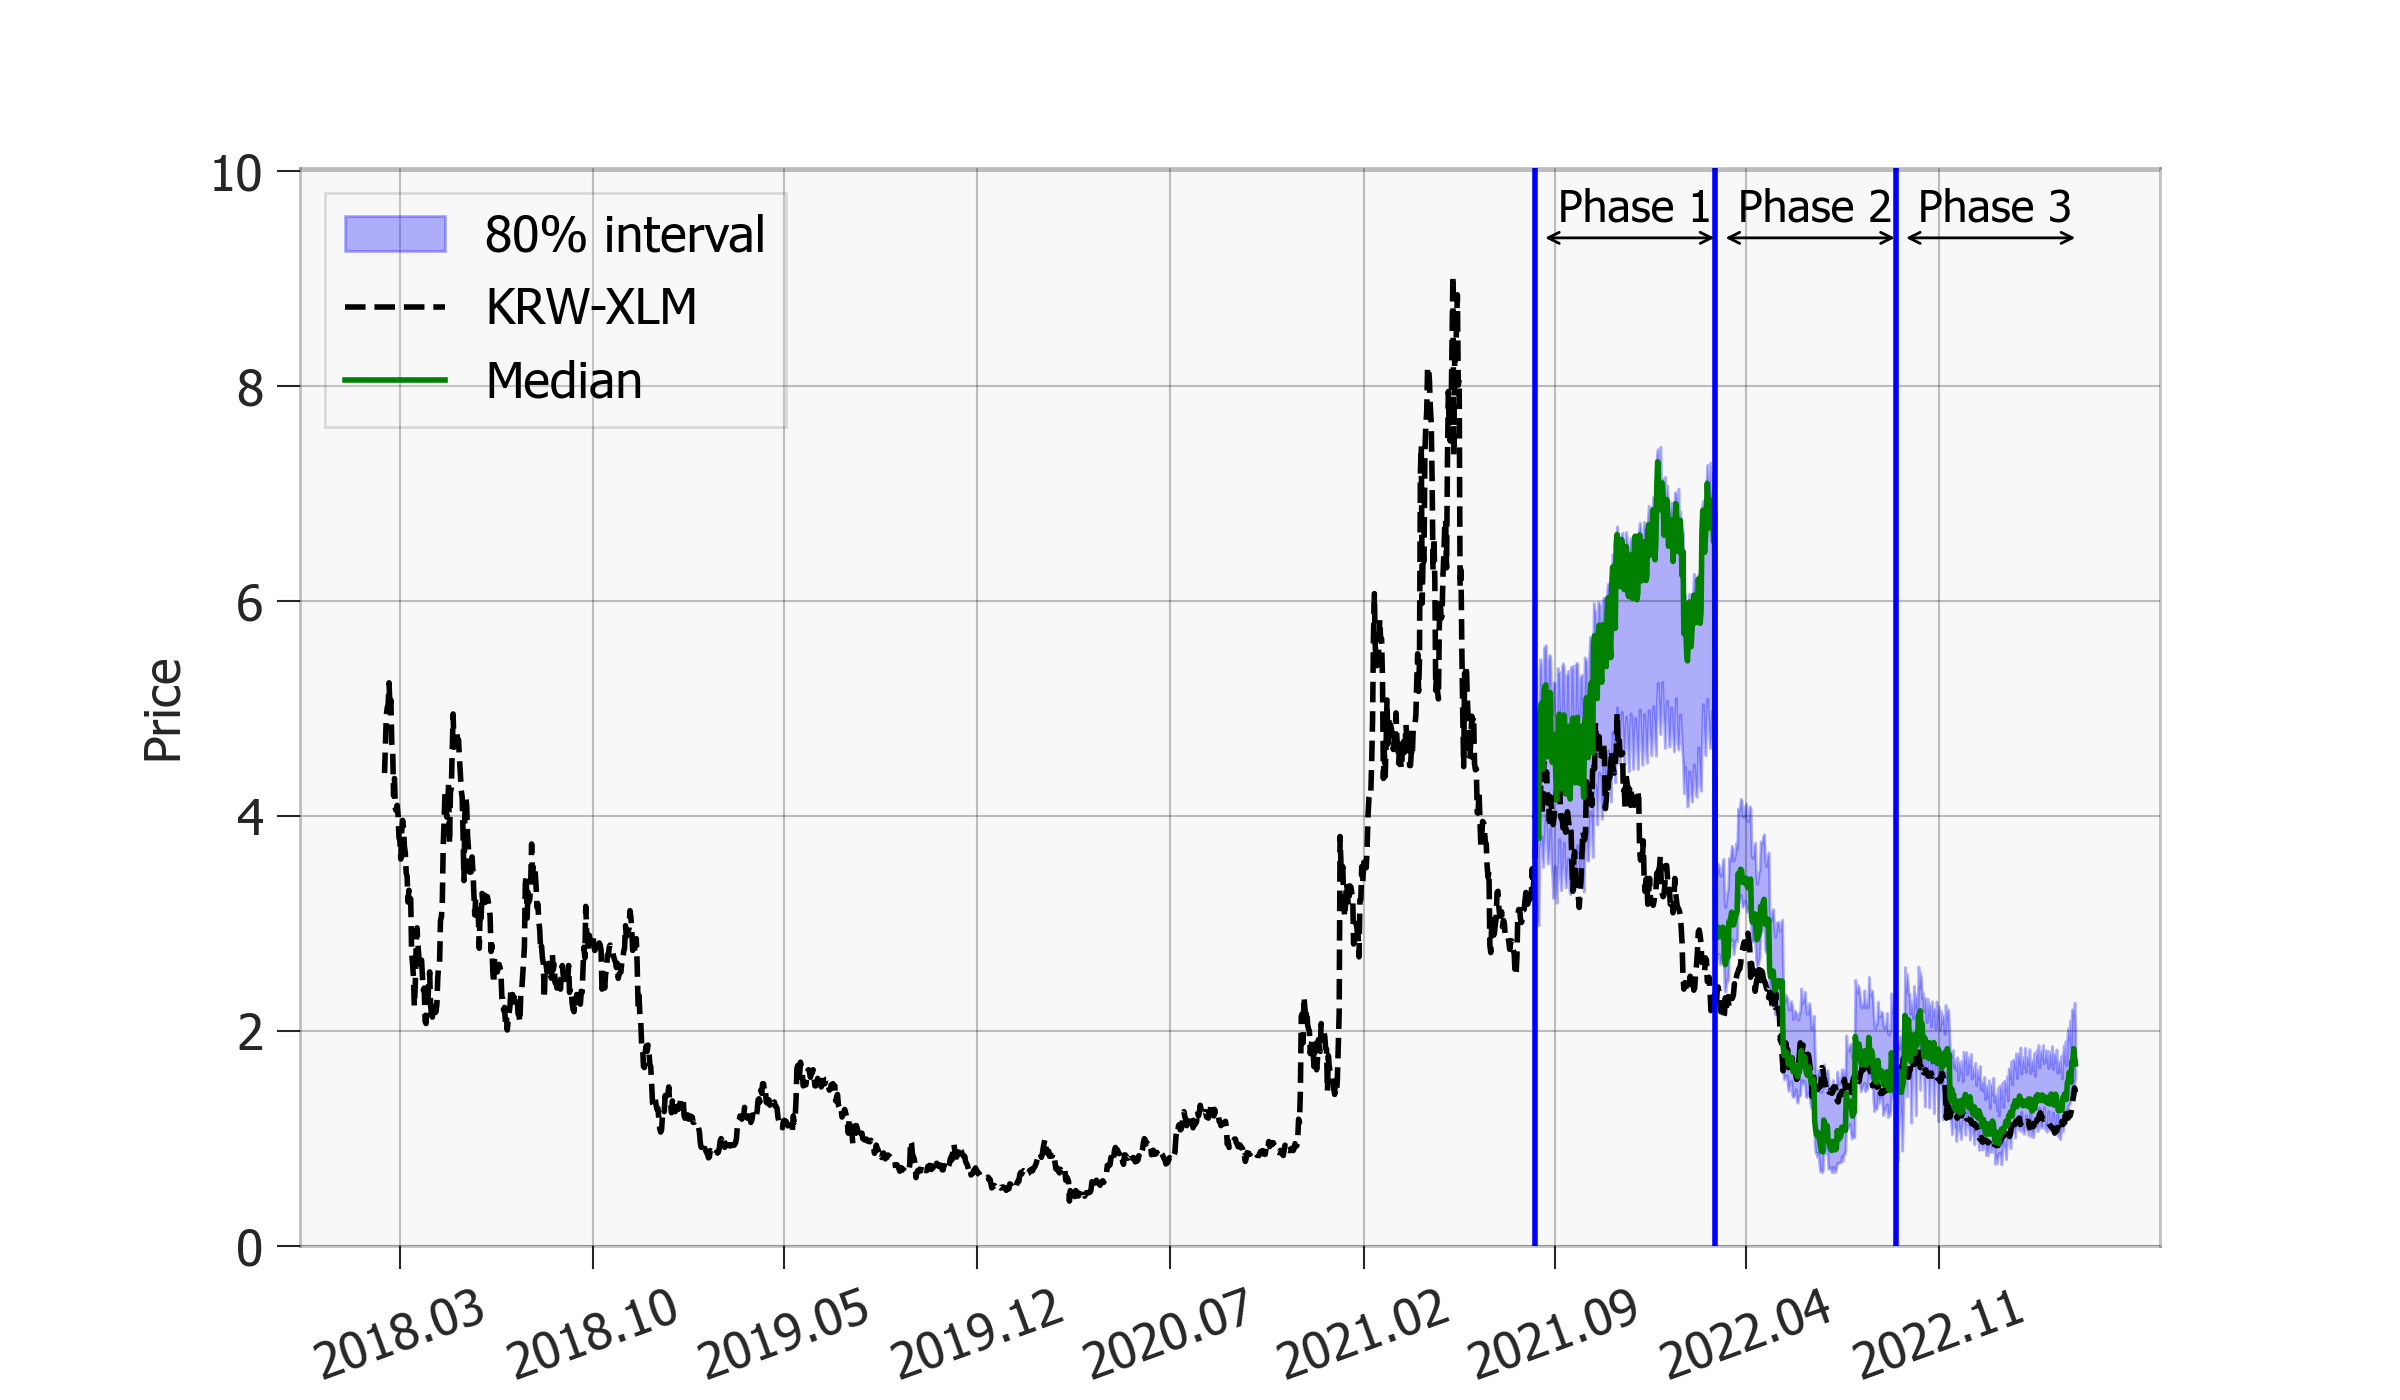 10
8
6
4
2
0
Price
80% interval
KRW-XLM
Median
Phase 1
Phase 2
Phase 3
2018.03
2018.10
2019.05
2019.12
2020.07
2021.02
2021.09
2022.04
2022.11